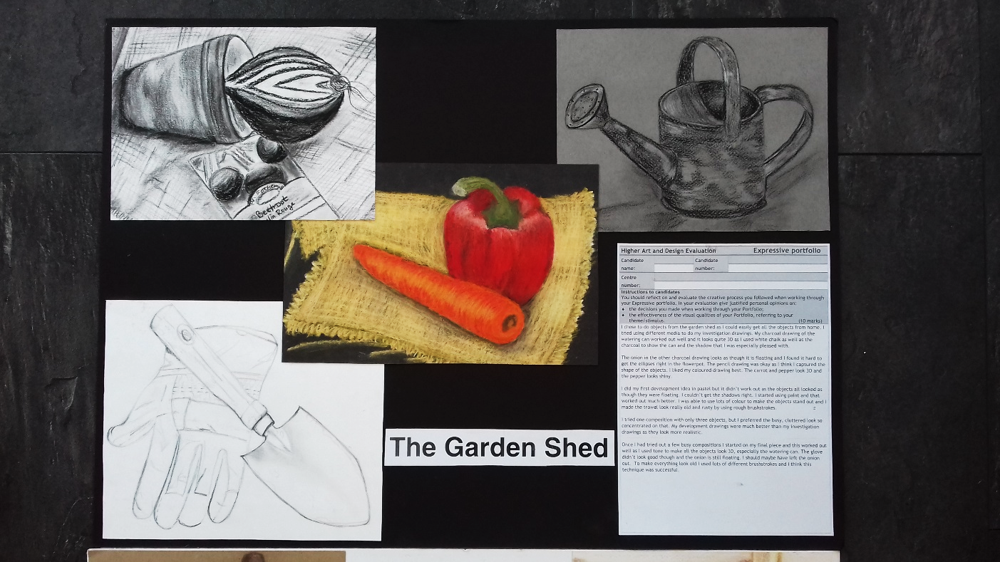 Mr. Fothergill's
Beetroot
lin Rouge
The Garden Shed
Higher Art and Design Evaluation Expressive portfolio
Candidate name: Candidate number:
Centre number:
Instructions to candidates
You should reflect on and evaluate the creative process you followed when working through
your Expressive portfolio. In your evaluation give justified personal opinions on:
♦ the decisions you made when working through your Portfolio;
♦ the effectiveness of the visual qualities of your Portfolio, referring to your
theme/stimulus. (10 marks)
I chose to do objects from the garden shed as I could easily get all the objects from home. I
tried using different media to do my investigation drawings. My charcoal drawing of the
watering can worked out well and it looks quite 3D as I used white chalk as well as the
charcoal to show the can and the shadow that I was especially pleased with.
The onion in the other charcoal drawing looks as though it is floating and I found it hard to
get the ellipses right in the flowerpot. The pencil drawing was okay as I think I captured the
shape of the objects. I liked my coloured drawing best. The carrot and pepper look 3D and
the pepper looks shiny.
I did my first development idea in pastel but it didn't work out as the objects all looked as
though they were floating. I couldn't get the shadows right. I started using paint and that
worked out much better. I was able to use lots of colour to make the objects stand out and I
made the trowel look really old and rusty by using rough brushstrokes.
I tried one composition with only three objects, but I preferred the busy, cluttered look so
concentrated on that. My development drawings were much better than my investigation
drawings as they look more realistic.
Once I had tried out a few busy compositions I started on my final piece and this worked out
well as I used tone to make all the objects look 3D, especially the watering can. The glove
didn't look good though and the onion is still floating. I should maybe have left the onion
out. To make everything look old I used lots of different brushstrokes and I think this
technique was successful.